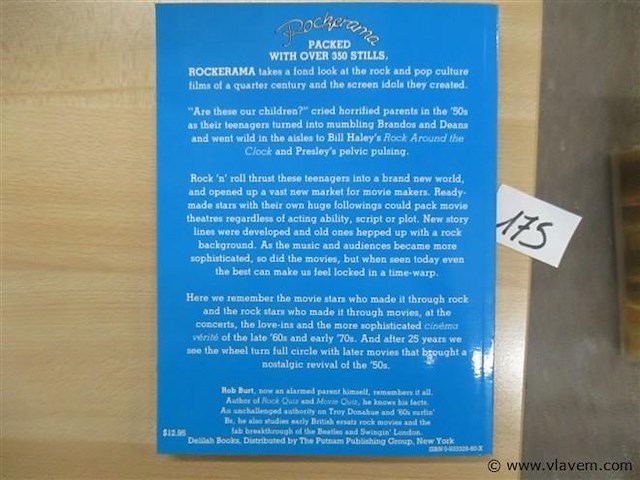 Rockerama
PACKED
WITH OVER 350 STILLS,
ROCKERAMA takes a fond look at the rock and pop culture
films of a quarter century and the screen idols they created.
"Are these our children?" cried horrified parents in the '50s
as their teenagers turned into mumbling Brandos and Deans
and went wild in the aisles to Bill Haley's Rock Around the
Clock and Presley's pelvic pulsing.
Rock 'n' roll thrust these teenagers into a brand new world,
and opened up a vast new market for movie makers. Ready-
made stars with their own huge followings could pack movie
theatres regardless of acting ability, script or plot. New story
lines were developed and old ones hepped up with a rock
background. As the music and audiences became more
sophisticated, so did the movies, but when seen today even
the best can make us feel locked in a time-warp.
Here we remember the movie stars who made it through rock
and the rock stars who made it through movies, at the
concerts, the love-ins and the more sophisticated cinéma
vérité of the late '60s and early '70s. And after 25 years we
see the wheel turn full circle with later movies that brought a
nostalgic revival of the '50s.
Rob Burt, now an alarmed parent himself, remembers it all.
Author of Rock Quiz and Movie Quiz, he knows his facts.
An unchallenged authority on Troy Donahue and '60s surfin'
Bs, he also studies early British ersatz rock movies and the
fab breakthrough of the Beatles and Swingin' London.
$12.95
Delilah Books, Distributed by The Putnam Publishing Group, New York
175
© www.vlavem.com